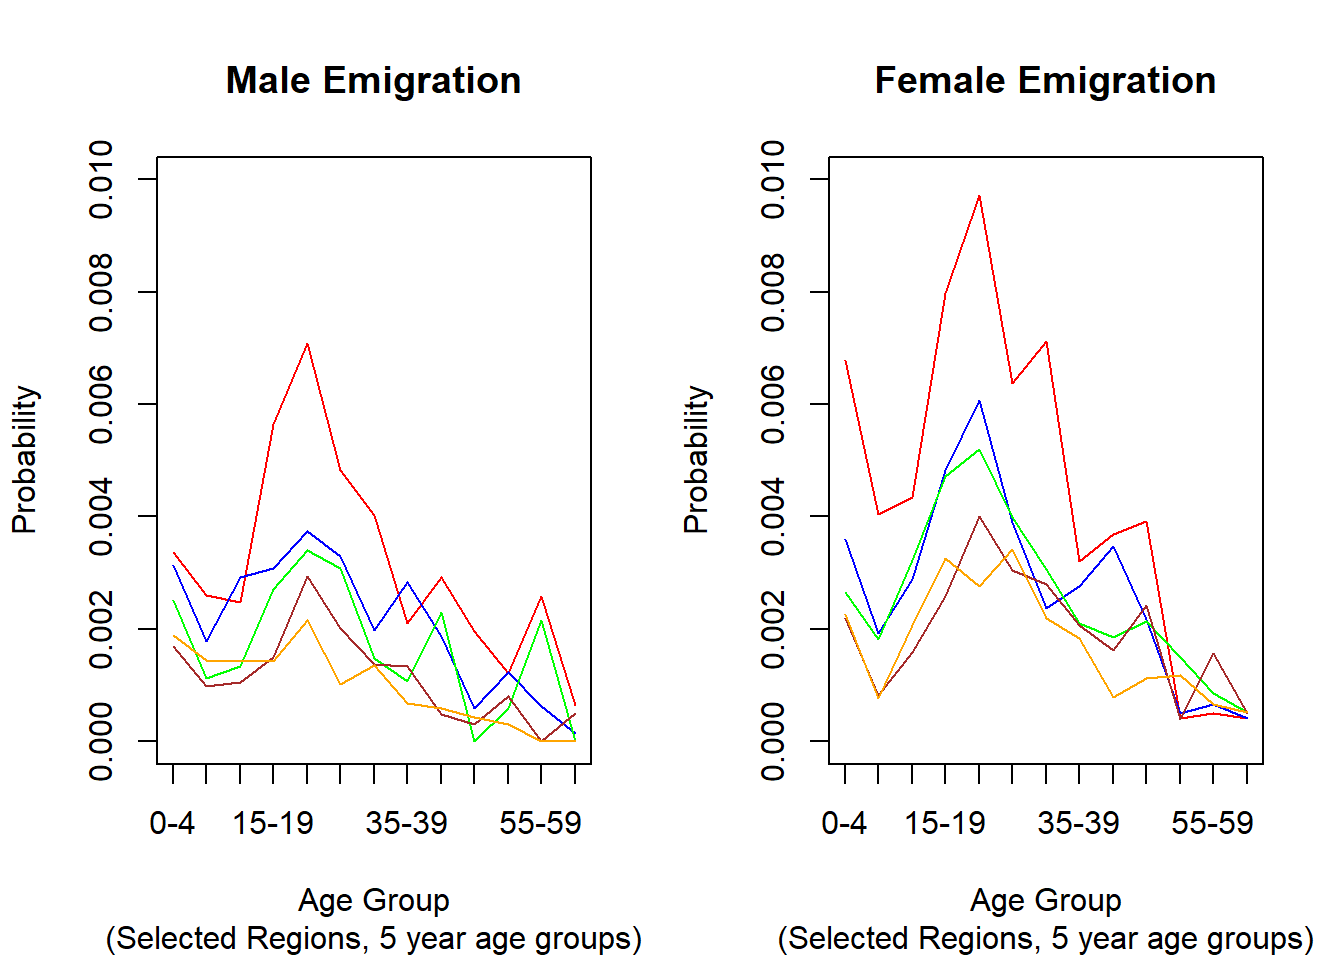 Male Emigration
Probability
0.010
0.008
0.006
0.004
0.002
0.000
0-4 15-19 35-39 55-59
Age Group
(Selected Regions, 5 year age groups)
Female Emigration
Probability
0.010
0.008
0.006
0.004
0.002
0.000
0-4 15-19 35-39 55-59
Age Group
(Selected Regions, 5 year age groups)